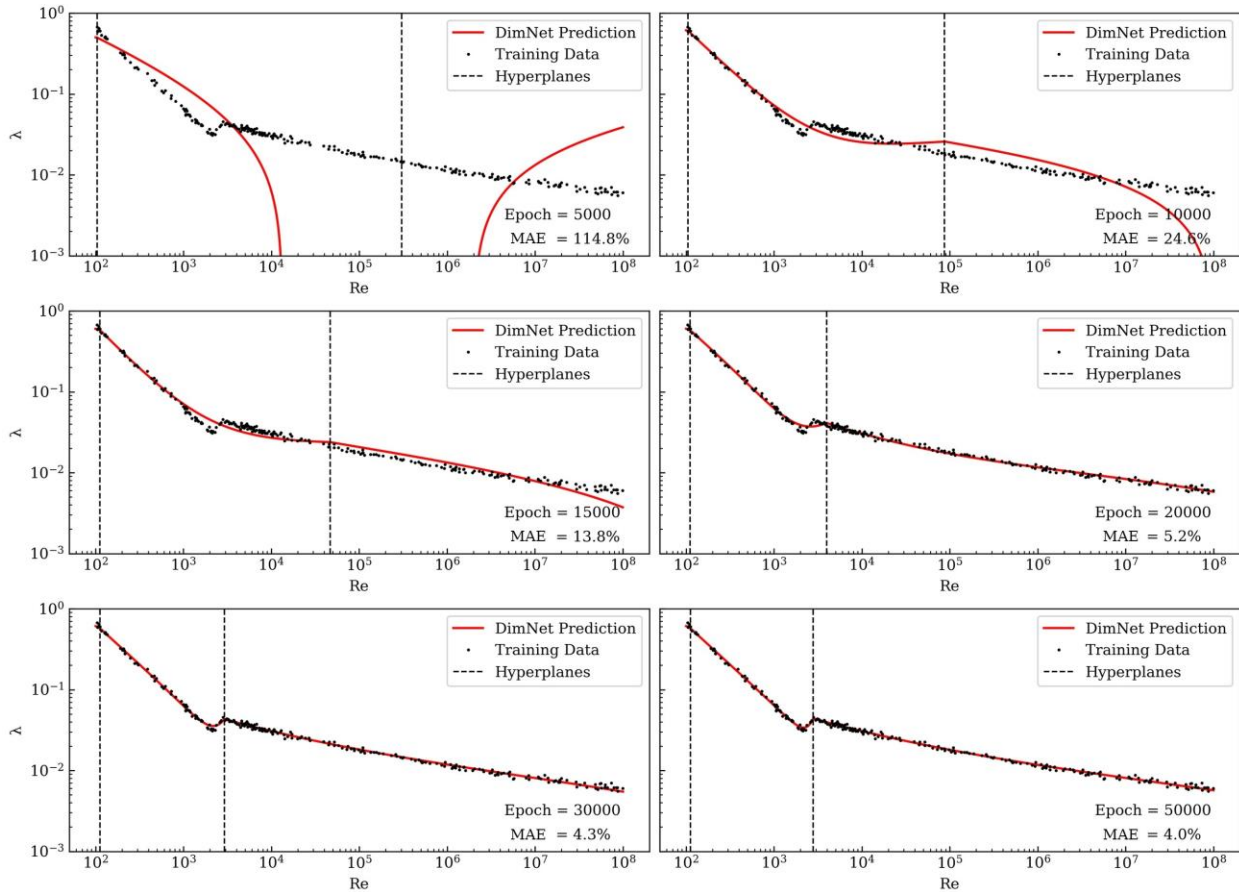 10⁰
10⁻¹
10⁻²
10⁻³
λ
DimNet Prediction
Training Data
Hyperplanes
Epoch = 5000
MAE = 114.8%
10² 10³ 10⁴ 10⁵ 10⁶ 10⁷ 10⁸
Re
DimNet Prediction
Training Data
Hyperplanes
Epoch = 10000
MAE = 24.6%
10² 10³ 10⁴ 10⁵ 10⁶ 10⁷ 10⁸
Re
10⁰
10⁻¹
10⁻²
10⁻³
λ
DimNet Prediction
Training Data
Hyperplanes
Epoch = 15000
MAE = 13.8%
10² 10³ 10⁴ 10⁵ 10⁶ 10⁷ 10⁸
Re
DimNet Prediction
Training Data
Hyperplanes
Epoch = 20000
MAE = 5.2%
10² 10³ 10⁴ 10⁵ 10⁶ 10⁷ 10⁸
Re
10⁰
10⁻¹
10⁻²
10⁻³
λ
DimNet Prediction
Training Data
Hyperplanes
Epoch = 30000
MAE = 4.3%
10² 10³ 10⁴ 10⁵ 10⁶ 10⁷ 10⁸
Re
DimNet Prediction
Training Data
Hyperplanes
Epoch = 50000
MAE = 4.0%
10² 10³ 10⁴ 10⁵ 10⁶ 10⁷ 10⁸
Re